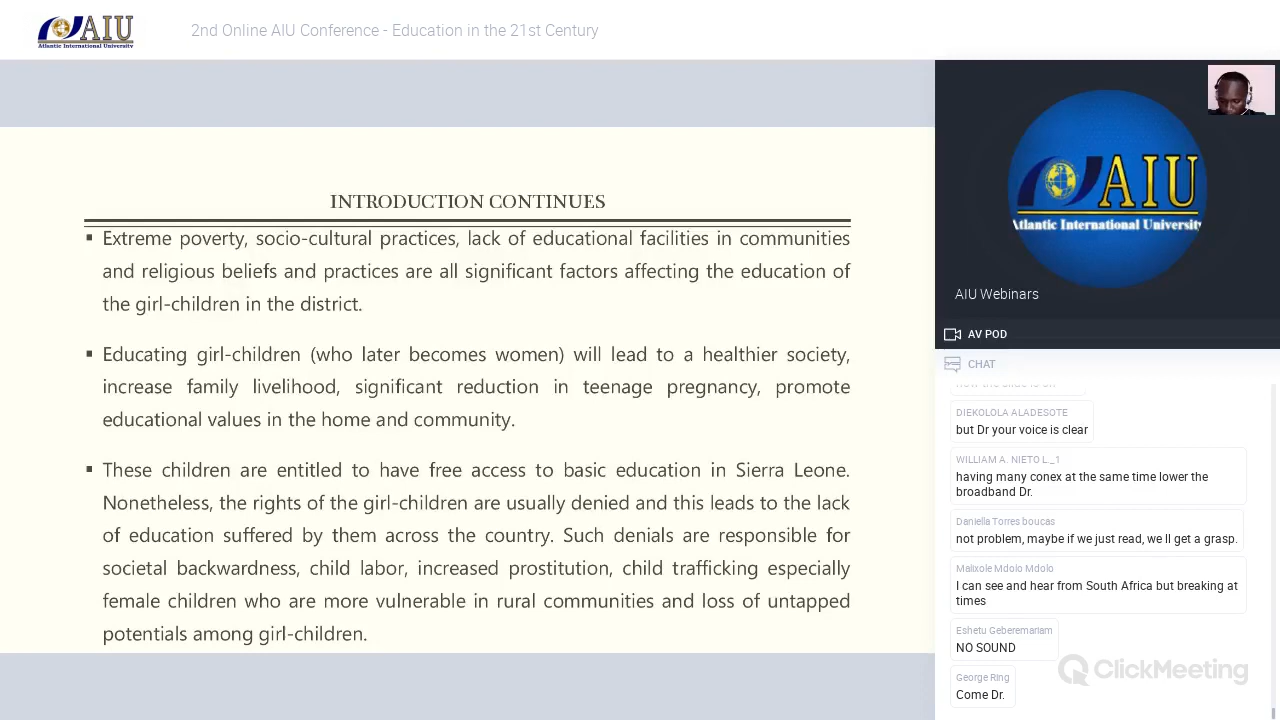 AIU
Atlantic International University
2nd Online AIU Conference - Education in the 21st Century
INTRODUCTION CONTINUES
▪ Extreme poverty, socio-cultural practices, lack of educational facilities in communities
and religious beliefs and practices are all significant factors affecting the education of
the girl-children in the district.
▪ Educating girl-children (who later becomes women) will lead to a healthier society,
increase family livelihood, significant reduction in teenage pregnancy, promote
educational values in the home and community.
▪ These children are entitled to have free access to basic education in Sierra Leone.
Nonetheless, the rights of the girl-children are usually denied and this leads to the lack
of education suffered by them across the country. Such denials are responsible for
societal backwardness, child labor, increased prostitution, child trafficking especially
female children who are more vulnerable in rural communities and loss of untapped
potentials among girl-children.
AIU
Atlantic International University
AIU Webinars
AV POD
CHAT
DIEKOLOLA ALADESOTE
but Dr your voice is clear
WILLIAM A. NIETO L._1
having many conex at the same time lower the
broadband Dr.
Daniella Torres boucas
not problem, maybe if we just read, we ll get a grasp.
Malixole Mdolo Mdolo
I can see and hear from South Africa but breaking at
times
Eshetu Geberemariam
NO SOUND
George Ring
Come Dr.
ClickMeeting